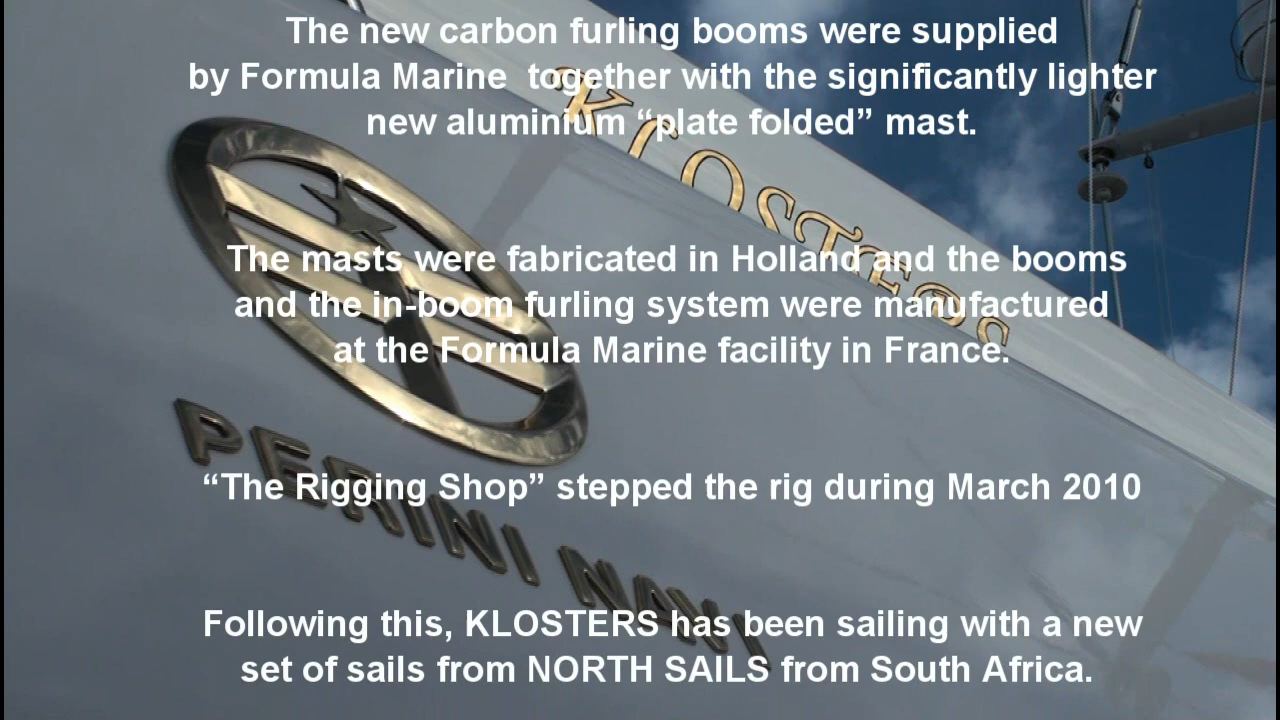 The new carbon furling booms were supplied
by Formula Marine  together with the significantly lighter
new aluminium “plate folded” mast.
KLOSTERS
The masts were fabricated in Holland and the booms
and the in-boom furling system were manufactured
at the Formula Marine facility in France.
PERINI NAVI
“The Rigging Shop” stepped the rig during March 2010
Following this, KLOSTERS has been sailing with a new
set of sails from NORTH SAILS from South Africa.